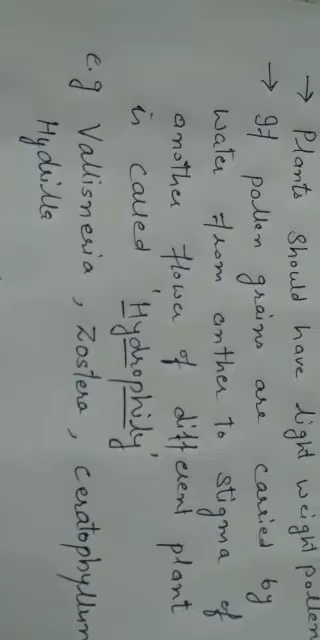 → Plants should have light weight pollen
→ If pollen grains are carried by
water from anther to stigma of
another flower of different plant
is called 'Hydrophily'
e.g Vallisneria, Zostera, ceratophyllum
Hydrilla